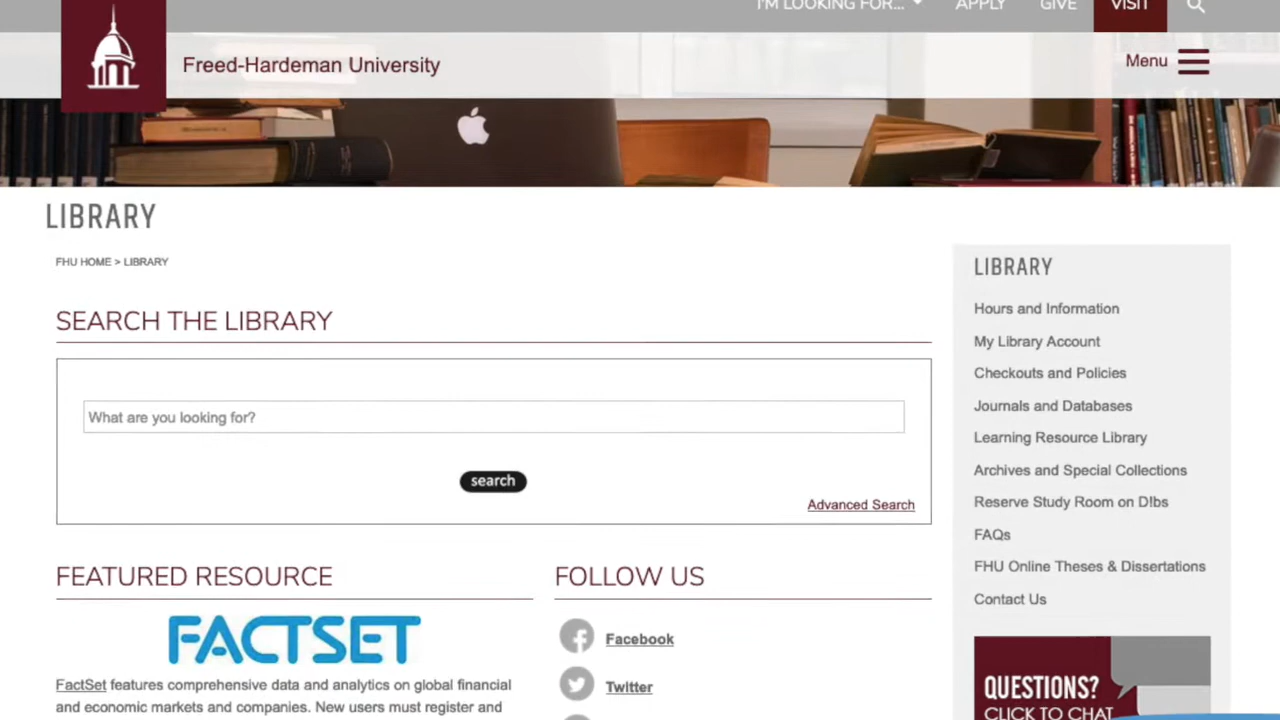 I'M LOOKING FOR... APPLY GIVE VISIT
Freed-Hardeman University
Menu
LIBRARY
FHU HOME > LIBRARY
SEARCH THE LIBRARY
What are you looking for?
search
Advanced Search
FEATURED RESOURCE
FACTSET
FactSet features comprehensive data and analytics on global financial
and economic markets and companies. New users must register and
FOLLOW US
Facebook
Twitter
LIBRARY
Hours and Information
My Library Account
Checkouts and Policies
Journals and Databases
Learning Resource Library
Archives and Special Collections
Reserve Study Room on D!bs
FAQs
FHU Online Theses & Dissertations
Contact Us
QUESTIONS?
CLICK TO CHAT